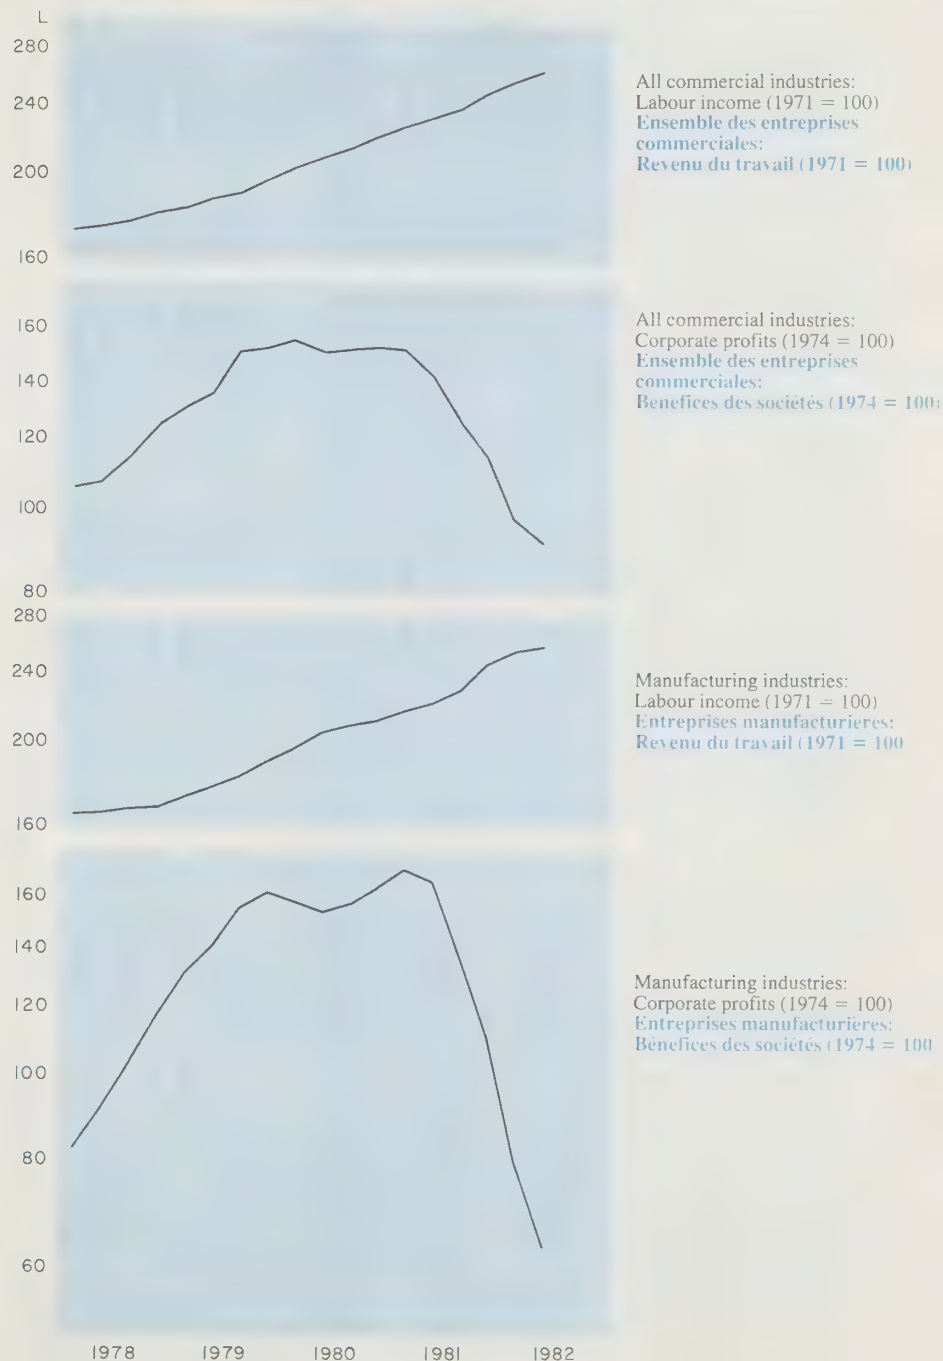 L
280
240
200
160
All commercial industries:
Labour income (1971 = 100)
Ensemble des entreprises
commerciales:
Revenu du travail (1971 = 100)
160
140
120
100
80
All commercial industries:
Corporate profits (1974 = 100)
Ensemble des entreprises
commerciales:
Bénéfices des sociétés (1974 = 100)
280
240
200
160
Manufacturing industries:
Labour income (1971 = 100)
Entreprises manufacturières:
Revenu du travail (1971 = 100
160
140
120
100
80
60
Manufacturing industries:
Corporate profits (1974 = 100)
Entreprises manufacturières:
Bénéfices des sociétés (1974 = 100
1978 1979 1980 1981 1982